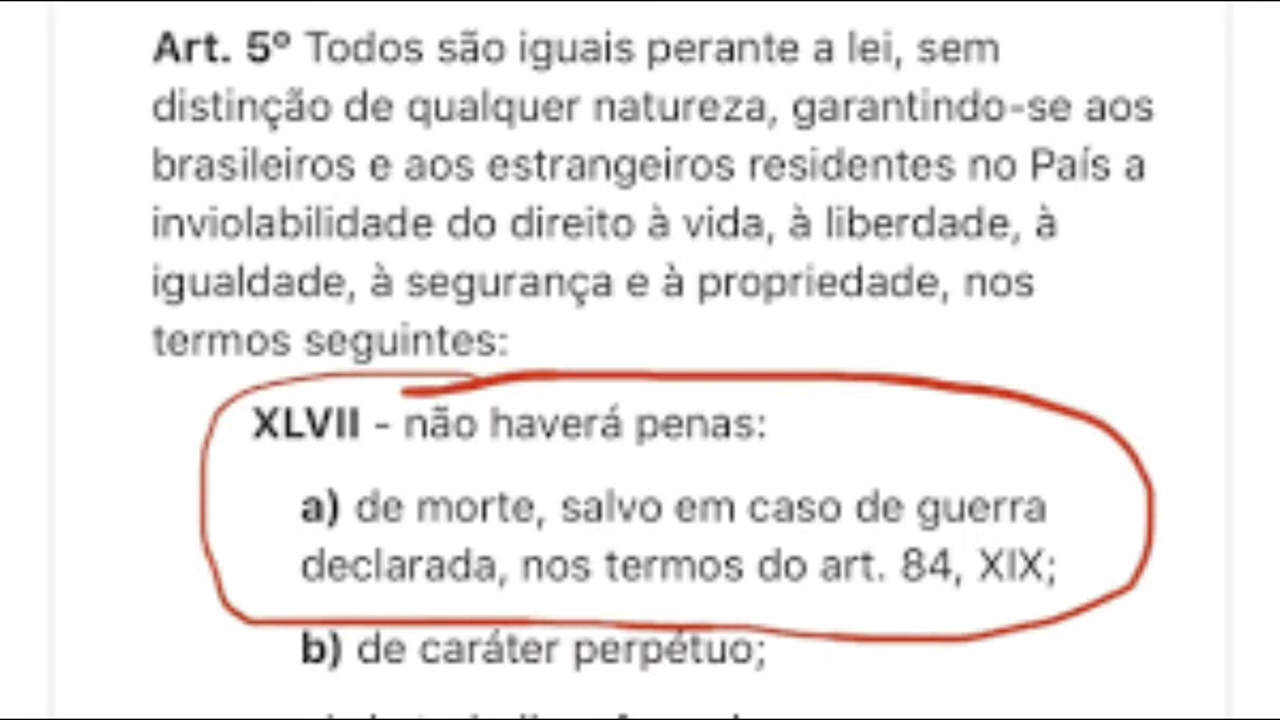 Art. 5º Todos são iguais perante a lei, sem
distinção de qualquer natureza, garantindo-se aos
brasileiros e aos estrangeiros residentes no País a
inviolabilidade do direito à vida, à liberdade, à
igualdade, à segurança e à propriedade, nos
termos seguintes:
XLVII - não haverá penas:
a) de morte, salvo em caso de guerra
declarada, nos termos do art. 84, XIX;
b) de caráter perpétuo;